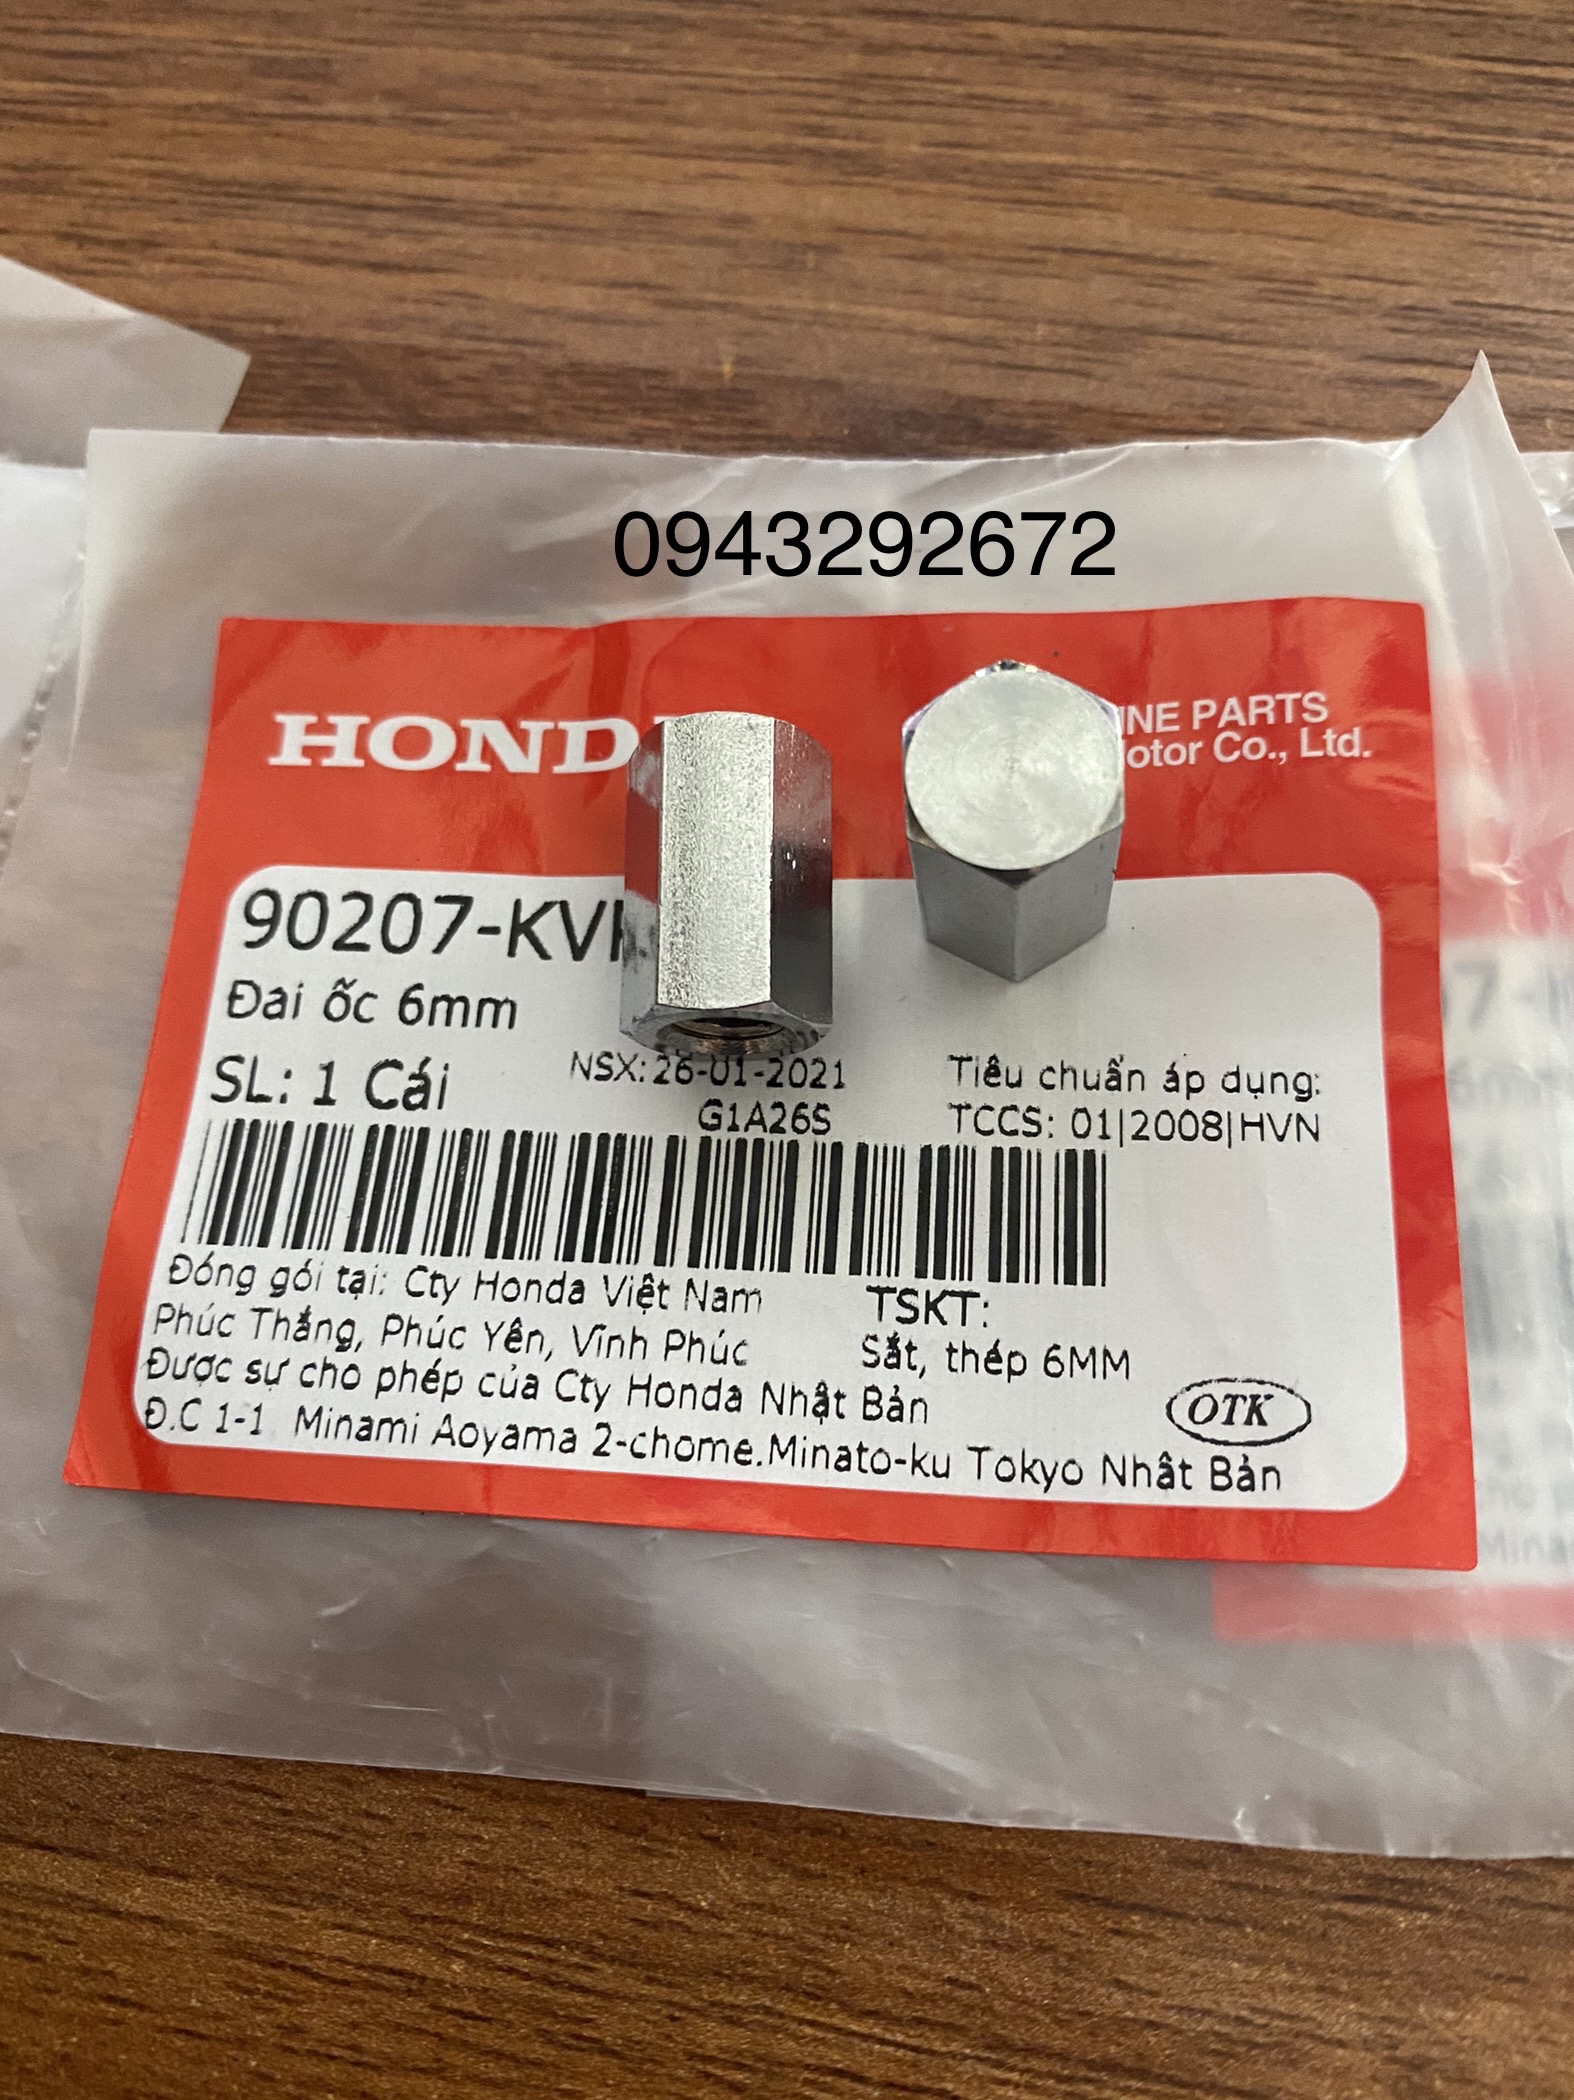 0943292672
HOND
INE PARTS
Motor Co., Ltd.
90207-KV
Đai ốc 6mm
SL: 1 Cái
NSX: 26-01-2021
G1A26S
Tiêu chuẩn áp dụng:
TCCS: 01|2008|HVN
Đóng gói tại: Cty Honda Việt Nam
Phúc Thắng, Phúc Yên, Vĩnh Phúc
TSKT:
Sắt, thép 6MM
Được sự cho phép của Cty Honda Nhật Bản
Đ.C 1-1 Minami Aoyama 2-chome.Minato-ku Tokyo Nhật Bản
OTK